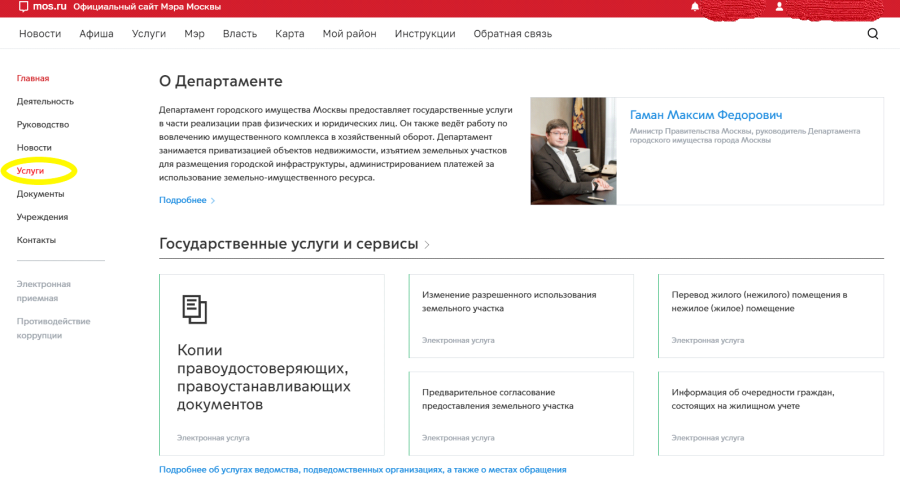 mos.ru Официальный сайт Мэра Москвы
Новости Афиша Услуги Мэр Власть Карта Мой район Инструкции Обратная связь
Главная
Деятельность
Руководство
Новости
Услуги
Документы
Учреждения
Контакты
Электронная
приемная
Противодействие
коррупции
О Департаменте
Департамент городского имущества Москвы предоставляет государственные услуги
в части реализации прав физических и юридических лиц. Он также ведёт работу по
вовлечению имущественного комплекса в хозяйственный оборот. Департамент
занимается приватизацией объектов недвижимости, изъятием земельных участков
для размещения городской инфраструктуры, администрированием платежей за
использование земельно-имущественного ресурса.
Подробнее >
Гаман Максим Федорович
Министр Правительства Москвы, руководитель Департамента
городского имущества города Москвы
Государственные услуги и сервисы >
Копии
правоудостоверяющих,
правоустанавливающих
документов
Электронная услуга
Изменение разрешенного использования
земельного участка
Электронная услуга
Перевод жилого (нежилого) помещения в
нежилое (жилое) помещение
Электронная услуга
Предварительное согласование
предоставления земельного участка
Электронная услуга
Информация об очередности граждан,
состоящих на жилищном учете
Электронная услуга
Подробнее об услугах ведомства, подведомственных организациях, а также о местах обращения